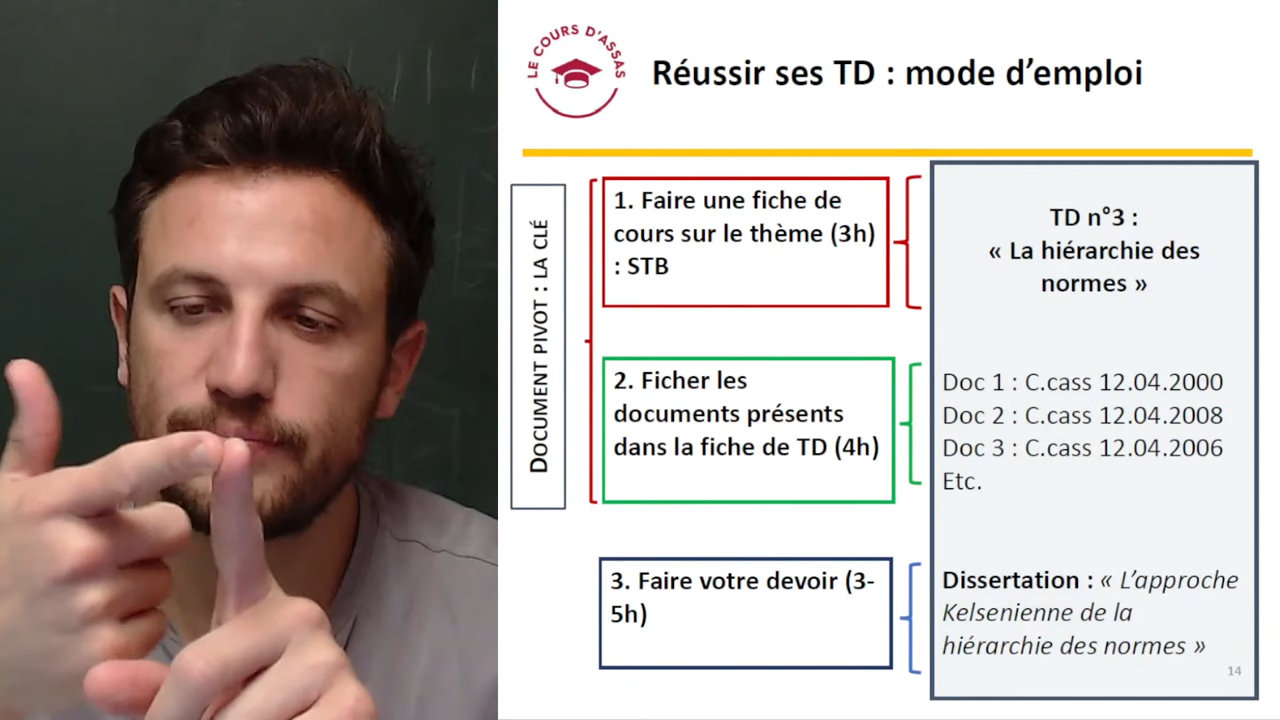 LE COURS D'ASSAS
Réussir ses TD : mode d'emploi
DOCUMENT PIVOT : LA CLÉ
1. Faire une fiche de
cours sur le thème (3h)
: STB
TD n°3 :
« La hiérarchie des
normes »
2. Ficher les
documents présents
dans la fiche de TD (4h)
Doc 1 : C.cass 12.04.2000
Doc 2 : C.cass 12.04.2008
Doc 3 : C.cass 12.04.2006
Etc.
3. Faire votre devoir (3-
5h)
Dissertation : « L'approche
Kelsenienne de la
hiérarchie des normes »
14